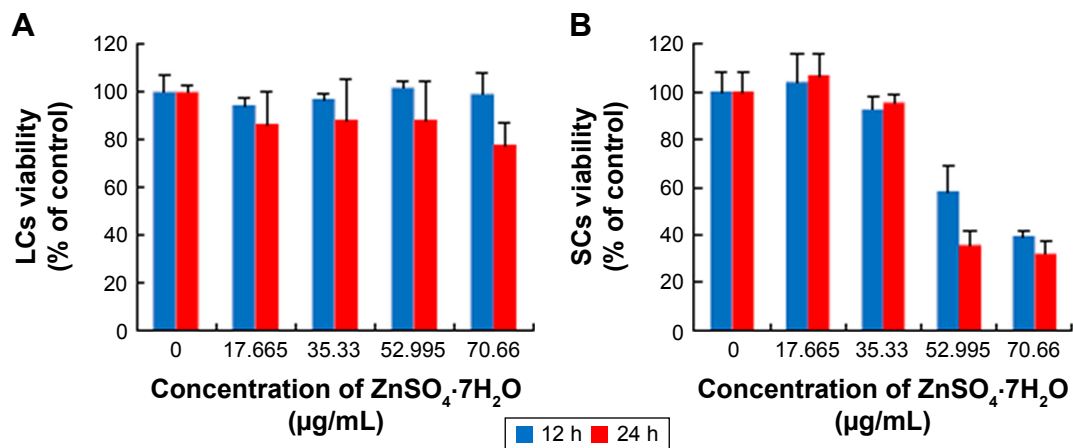 A
120
100
80
60
40
20
0
LCs viability
(% of control)
0 17.665 35.33 52.995 70.66
Concentration of ZnSO₄·7H₂O
(µg/mL)
B
120
100
80
60
40
20
0
SCs viability
(% of control)
0 17.665 35.33 52.995 70.66
Concentration of ZnSO₄·7H₂O
(µg/mL)
12 h 24 h